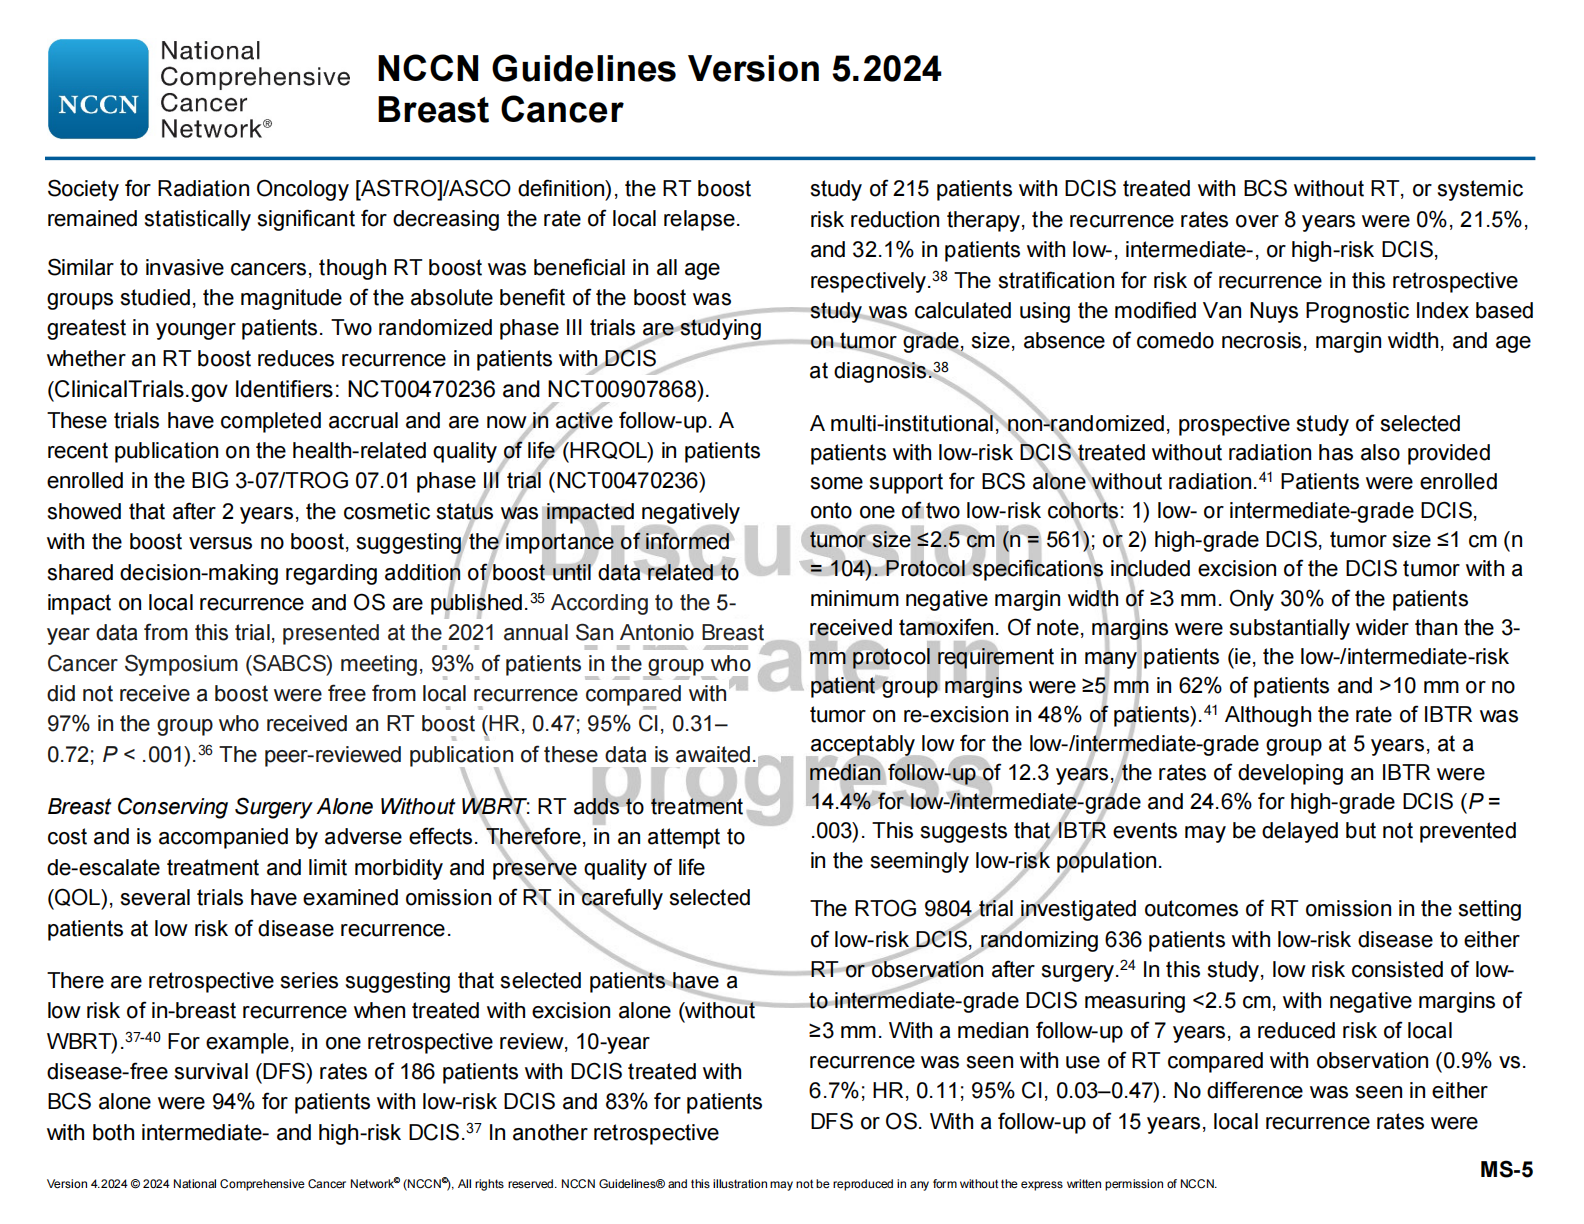 National
Comprehensive
Cancer
Network®
NCCN
NCCN Guidelines Version 5.2024
Breast Cancer
Society for Radiation Oncology [ASTRO]/ASCO definition), the RT boost
remained statistically significant for decreasing the rate of local relapse.
Similar to invasive cancers, though RT boost was beneficial in all age
groups studied, the magnitude of the absolute benefit of the boost was
greatest in younger patients. Two randomized phase III trials are studying
whether an RT boost reduces recurrence in patients with DCIS
(ClinicalTrials.gov Identifiers: NCT00470236 and NCT00907868).
These trials have completed accrual and are now in active follow-up. A
recent publication on the health-related quality of life (HRQOL) in patients
enrolled in the BIG 3-07/TROG 07.01 phase III trial (NCT00470236)
showed that after 2 years, the cosmetic status was impacted negatively
with the boost versus no boost, suggesting the importance of informed
shared decision-making regarding addition of boost until data related to
impact on local recurrence and OS are published.35 According to the 5-
year data from this trial, presented at the 2021 annual San Antonio Breast
Cancer Symposium (SABCS) meeting, 93% of patients in the group who
did not receive a boost were free from local recurrence compared with
97% in the group who received an RT boost (HR, 0.47; 95% CI, 0.31–
0.72; P < .001).36 The peer-reviewed publication of these data is awaited.
Breast Conserving Surgery Alone Without WBRT: RT adds to treatment
cost and is accompanied by adverse effects. Therefore, in an attempt to
de-escalate treatment and limit morbidity and preserve quality of life
(QOL), several trials have examined omission of RT in carefully selected
patients at low risk of disease recurrence.
There are retrospective series suggesting that selected patients have a
low risk of in-breast recurrence when treated with excision alone (without
WBRT).37-40 For example, in one retrospective review, 10-year
disease-free survival (DFS) rates of 186 patients with DCIS treated with
BCS alone were 94% for patients with low-risk DCIS and 83% for patients
with both intermediate- and high-risk DCIS.37 In another retrospective
study of 215 patients with DCIS treated with BCS without RT, or systemic
risk reduction therapy, the recurrence rates over 8 years were 0%, 21.5%,
and 32.1% in patients with low-, intermediate-, or high-risk DCIS,
respectively.38 The stratification for risk of recurrence in this retrospective
study was calculated using the modified Van Nuys Prognostic Index based
on tumor grade, size, absence of comedo necrosis, margin width, and age
at diagnosis.38
A multi-institutional, non-randomized, prospective study of selected
patients with low-risk DCIS treated without radiation has also provided
some support for BCS alone without radiation.41 Patients were enrolled
onto one of two low-risk cohorts: 1) low- or intermediate-grade DCIS,
tumor size ≤2.5 cm (n = 561); or 2) high-grade DCIS, tumor size ≤1 cm (n
= 104). Protocol specifications included excision of the DCIS tumor with a
minimum negative margin width of ≥3 mm. Only 30% of the patients
received tamoxifen. Of note, margins were substantially wider than the 3-
mm protocol requirement in many patients (ie, the low-/intermediate-risk
patient group margins were ≥5 mm in 62% of patients and >10 mm or no
tumor on re-excision in 48% of patients).41 Although the rate of IBTR was
acceptably low for the low-/intermediate-grade group at 5 years, at a
median follow-up of 12.3 years, the rates of developing an IBTR were
14.4% for low-/intermediate-grade and 24.6% for high-grade DCIS (P =
.003). This suggests that IBTR events may be delayed but not prevented
in the seemingly low-risk population.
The RTOG 9804 trial investigated outcomes of RT omission in the setting
of low-risk DCIS, randomizing 636 patients with low-risk disease to either
RT or observation after surgery.24 In this study, low risk consisted of low-
to intermediate-grade DCIS measuring <2.5 cm, with negative margins of
≥3 mm. With a median follow-up of 7 years, a reduced risk of local
recurrence was seen with use of RT compared with observation (0.9% vs.
6.7%; HR, 0.11; 95% CI, 0.03–0.47). No difference was seen in either
DFS or OS. With a follow-up of 15 years, local recurrence rates were
Discussion
in
progress
MS-5
Version 4.2024 © 2024 National Comprehensive Cancer Network© (NCCN©), All rights reserved. NCCN Guidelines® and this illustration may not be reproduced in any form without the express written permission of NCCN.